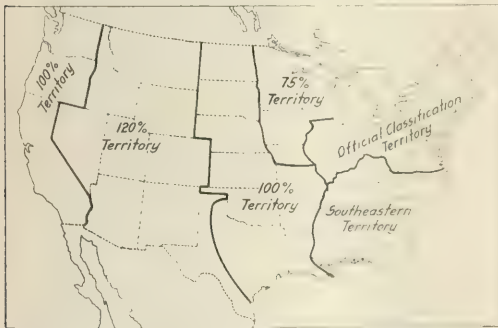 100%
Territory
120%
Territory
75%
Territory
100%
Territory
Official Classification
Territory
Southeastern
Territory